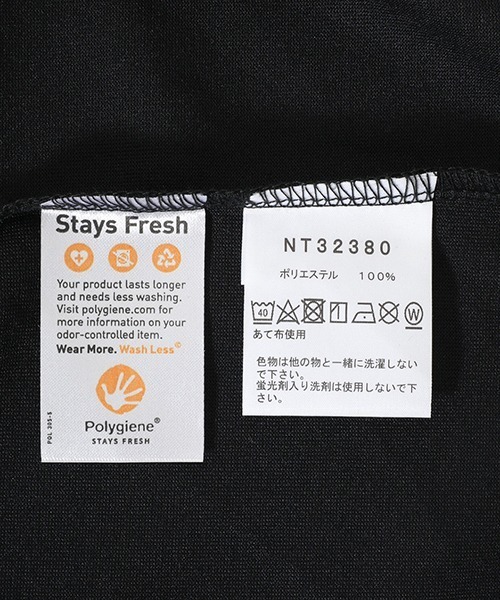 Stays Fresh
Your product lasts longer
and needs less washing.
Visit polygiene.com for
more information on your
odor-controlled item.
Wear More. Wash Less©
Polygiene®
STAYS FRESH
PQL 305-S
NT32380
ポリエステル 100%
40
W
あて布使用
色物は他の物と一緒に洗濯しない
で下さい。
蛍光剤入り洗剤は使用しないで下
さい。